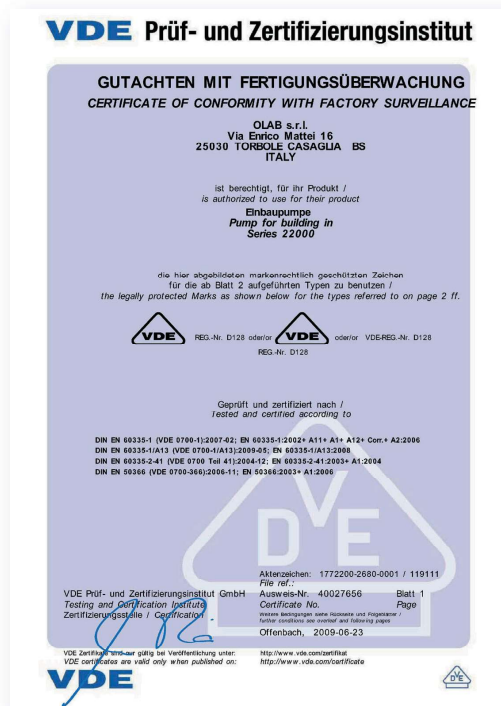 VDE Prüf- und Zertifizierungsinstitut
GUTACHTEN MIT FERTIGUNGSÜBERWACHUNG
CERTIFICATE OF CONFORMITY WITH FACTORY SURVEILLANCE
OLAB s.r.l.
Via Enrico Mattei 16
25030 TORBOLE CASAGLIA BS
ITALY
ist berechtigt, für ihr Produkt /
is authorized to use for their product
Einbaupumpe
Pump for building in
Series 22000
die hier abgebildeten markenrechtlich geschützten Zeichen
für die ab Blatt 2 aufgeführten Typen zu benutzen /
the legally protected Marks as shown below for the types referred to on page 2 ff.
VDE REG.-Nr. D128 oder/or VDE oder/or VDE-REG.-Nr. D128
REG.-Nr. D128
Geprüft und zertifiziert nach /
Tested and certified according to
DIN EN 60335-1 (VDE 0700-1):2007-02; EN 60335-1:2002+ A11+ A1+ A12+ Corr.+ A2:2006
DIN EN 60335-1/A13 (VDE 0700-1/A13):2009-05; EN 60335-1/A13:2008
DIN EN 60335-2-41 (VDE 0700 Teil 41):2004-12; EN 60335-2-41:2003+ A1:2004
DIN EN 50366 (VDE 0700-366):2006-11; EN 50366:2003+ A1:2006
DVE
Aktenzeichen: 1772200-2680-0001 / 119111
File ref.:
VDE Prüf- und Zertifizierungsinstitut GmbH Ausweis-Nr. 40027656 Blatt 1
Testing and Certification Institute Certificate No. Page
Zertifizierungsstelle / Certification
Weitere Bedingungen siehe Rückseite und Folgeblätter /
further conditions see overleaf and following pages
Offenbach, 2009-06-23
VDE Zertifikate sind nur gültig bei Veröffentlichung unter: http://www.vde.com/zertifikat
VDE certificates are valid only when published on: http://www.vde.com/certificate
VDE
DVE